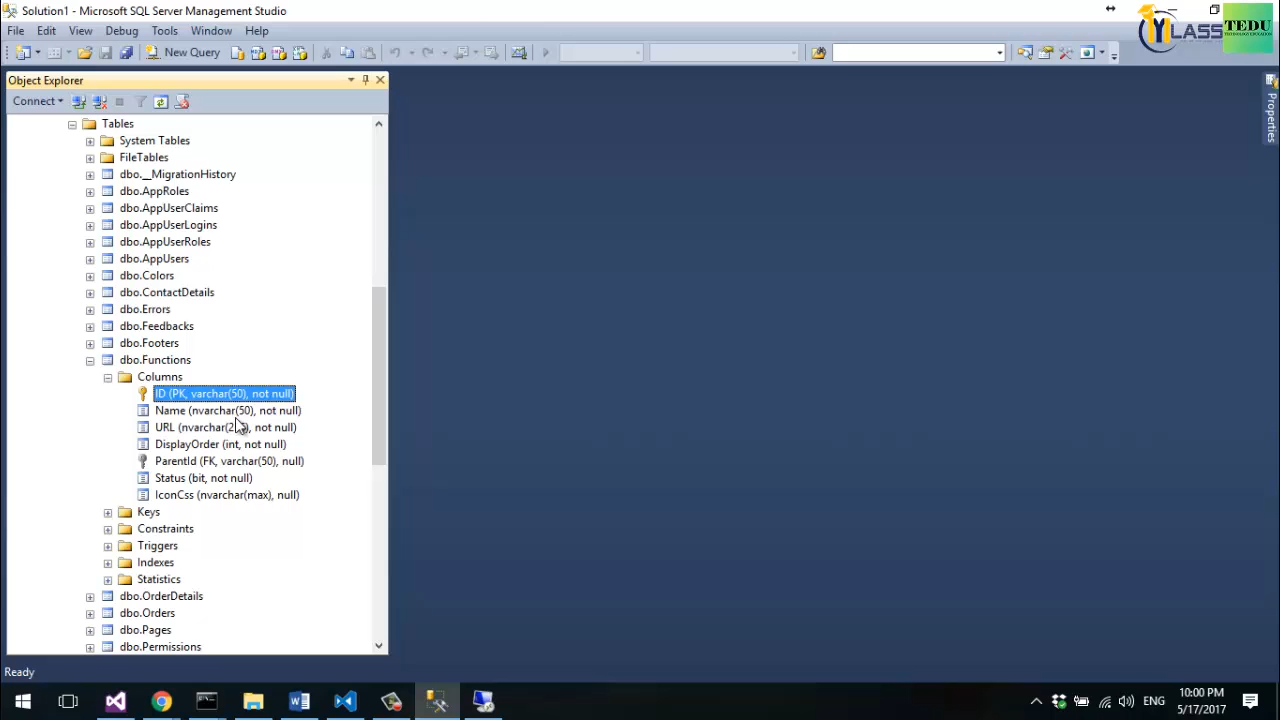 Solution1 - Microsoft SQL Server Management Studio
File Edit View Debug Tools Window Help
New Query
Object Explorer
Connect
Tables
System Tables
FileTables
dbo.__MigrationHistory
dbo.AppRoles
dbo.AppUserClaims
dbo.AppUserLogins
dbo.AppUserRoles
dbo.AppUsers
dbo.Colors
dbo.ContactDetails
dbo.Errors
dbo.Feedbacks
dbo.Footers
dbo.Functions
Columns
ID (PK, varchar(50), not null)
Name (nvarchar(50), not null)
URL not null)
DisplayOrder (int, not null)
ParentId (FK, varchar(50), null)
Status (bit, not null)
IconCss (nvarchar(max), null)
Keys
Constraints
Triggers
Indexes
Statistics
dbo.OrderDetails
dbo.Orders
dbo.Pages
dbo.Permissions
Ready
Properties
LASS
TEDU
ENG
10:00 PM
5/17/2017